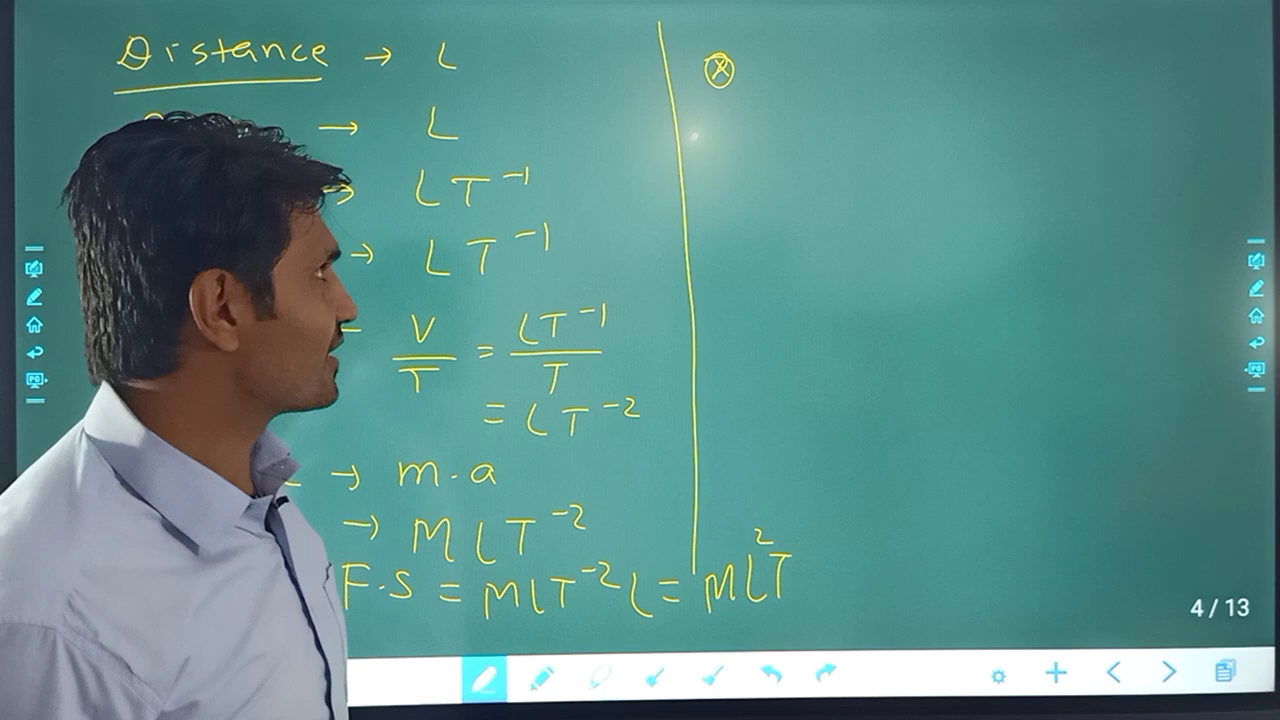 Distance → L
→ L
→ LT⁻¹
→ LT⁻¹
V/T = LT⁻¹/T
= LT⁻²
→ m.a
→ MLT⁻²
F.S = MLT⁻²L = ML²T
4 / 13